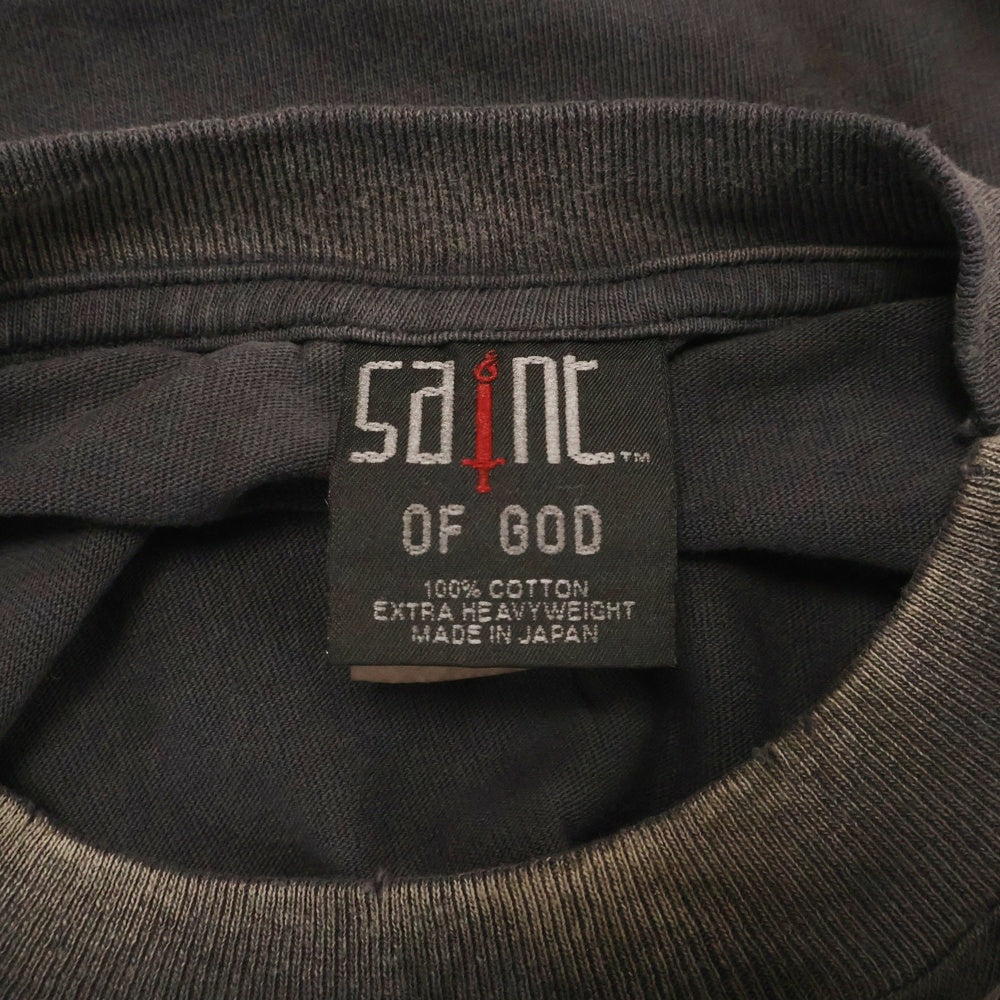 saint™
OF GOD
100% COTTON
EXTRA HEAVYWEIGHT
MADE IN JAPAN